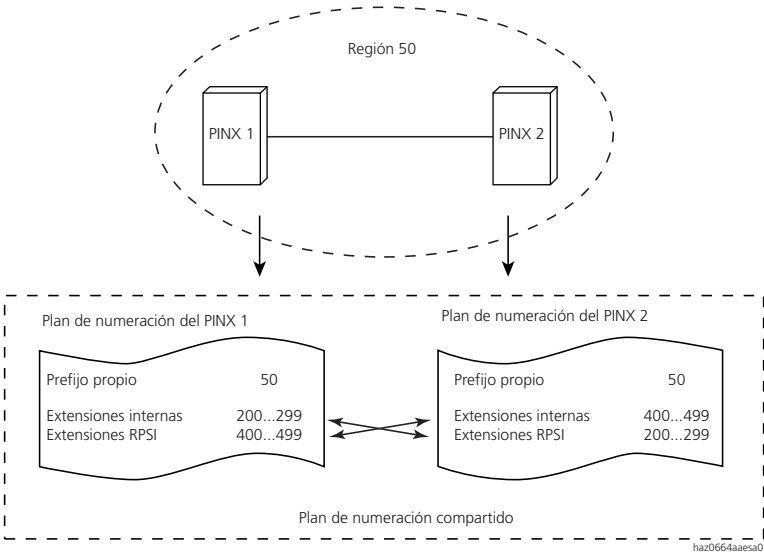 Región 50
PINX 1
PINX 2
Plan de numeración del PINX 1
Prefijo propio 50
Extensiones internas 200...299
Extensiones RPSI 400...499
Plan de numeración del PINX 2
Prefijo propio 50
Extensiones internas 400...499
Extensiones RPSI 200...299
Plan de numeración compartido
haz0664aaesa0